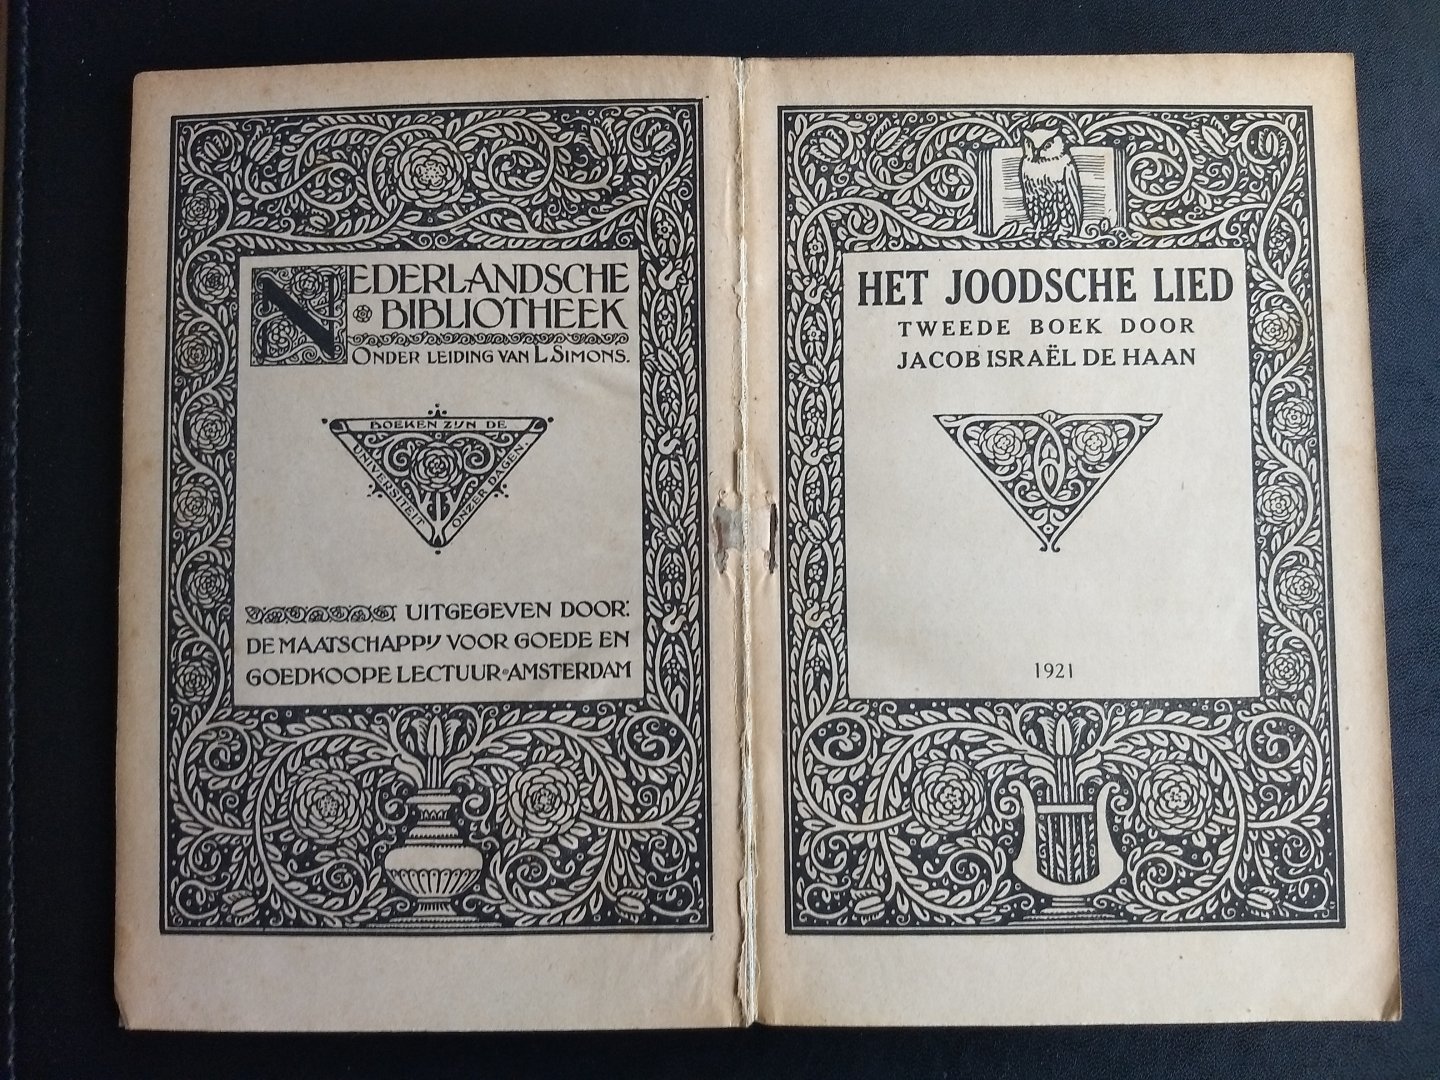 NEDERLANDSCHE
BIBLIOTHEEK
ONDER LEIDING VAN L. SIMONS.
BOEKEN ZIJN DE
UNIVERSITEIT
ONZER DAGEN.
UITGEGEVEN DOOR:
DE MAATSCHAPPIJ VOOR GOEDE EN
GOEDKOOPE LECTUUR · AMSTERDAM
HET JOODSCHE LIED
TWEEDE BOEK DOOR
JACOB ISRAËL DE HAAN
1921